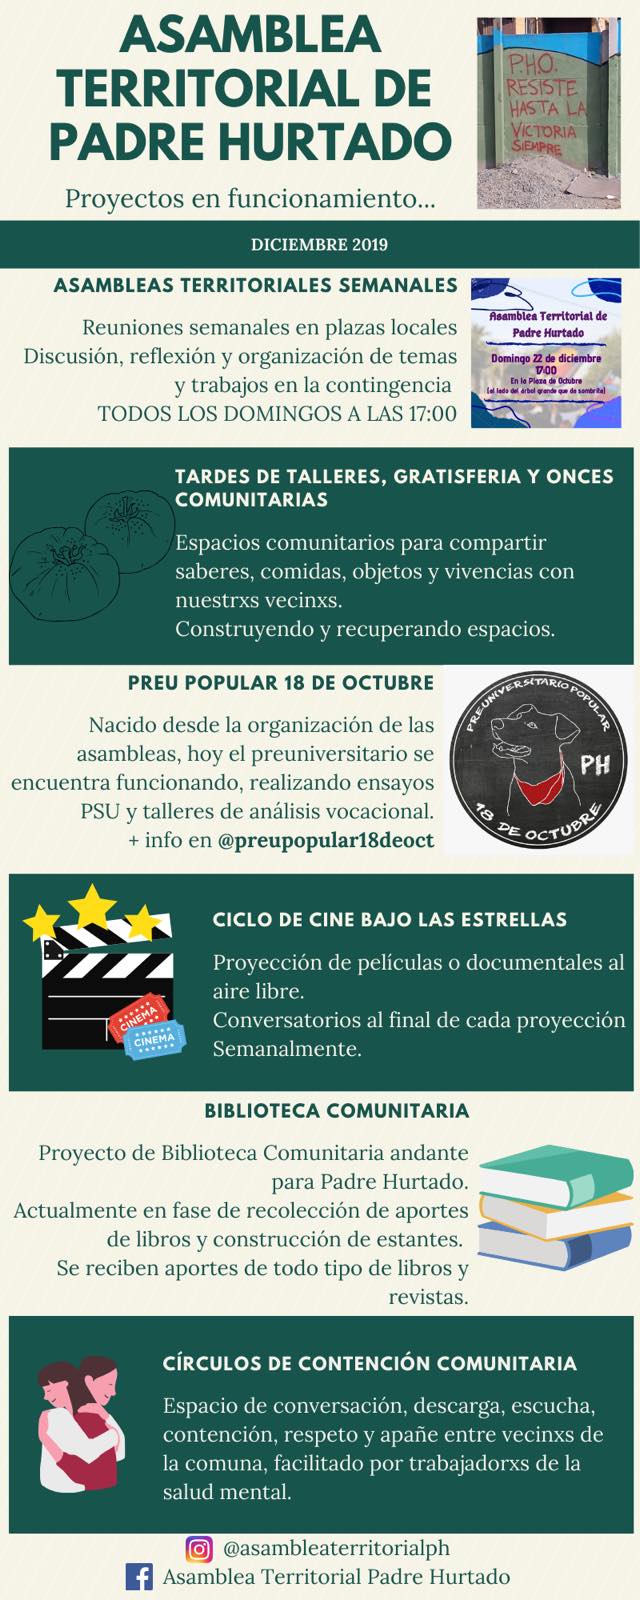 ASAMBLEA
TERRITORIAL DE
PADRE HURTADO
Proyectos en funcionamiento...
P.H.O.
RESISTE
HASTA LA
VICTORIA
SIEMPRE
DICIEMBRE 2019
ASAMBLEAS TERRITORIALES SEMANALES
Reuniones semanales en plazas locales
Discusión, reflexión y organización de temas
y trabajos en la contingencia
TODOS LOS DOMINGOS A LAS 17:00
Asamblea Territorial de
Padre Hurtado
Domingo 22 de diciembre
17:00
En la Plaza de Octubre
(al lado del árbol grande que da sombrita)
TARDES DE TALLERES, GRATISFERIA Y ONCES
COMUNITARIAS
Espacios comunitarios para compartir
saberes, comidas, objetos y vivencias con
nuestrxs vecinxs.
Construyendo y recuperando espacios.
PREU POPULAR 18 DE OCTUBRE
Nacido desde la organización de las
asambleas, hoy el preuniversitario se
encuentra funcionando, realizando ensayos
PSU y talleres de análisis vocacional.
+ info en @preupopular18deoct
PREUNIVERSITARIO POPULAR
PH
18 DE OCTUBRE
CICLO DE CINE BAJO LAS ESTRELLAS
Proyección de películas o documentales al
aire libre.
Conversatorios al final de cada proyección
Semanalmente.
CINEMA
CINEMA
BIBLIOTECA COMUNITARIA
Proyecto de Biblioteca Comunitaria andante
para Padre Hurtado.
Actualmente en fase de recolección de aportes
de libros y construcción de estantes.
Se reciben aportes de todo tipo de libros y
revistas.
CÍRCULOS DE CONTENCIÓN COMUNITARIA
Espacio de conversación, descarga, escucha,
contención, respeto y apañe entre vecinxs de
la comuna, facilitado por trabajadorxs de la
salud mental.
@asambleaterritorialph
Asamblea Territorial Padre Hurtado